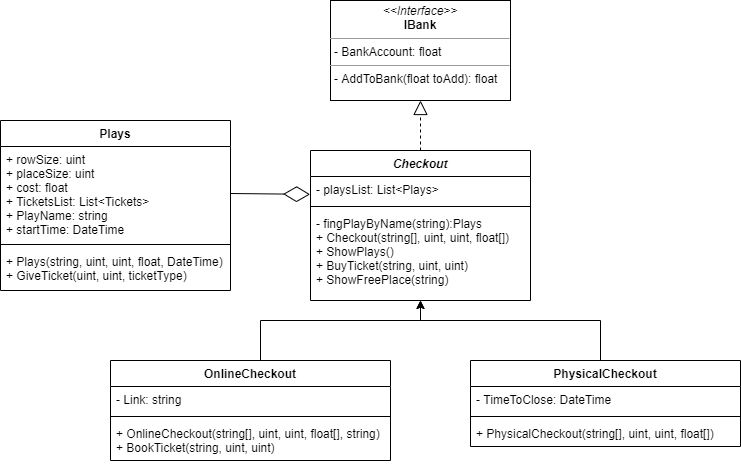 <<Interface>>
IBank
- BankAccount: float
- AddToBank(float toAdd): float
Plays
+ rowSize: uint
+ placeSize: uint
+ cost: float
+ TicketsList: List<Tickets>
+ PlayName: string
+ startTime: DateTime
+ Plays(string, uint, uint, float, DateTime)
+ GiveTicket(uint, uint, ticketType)
Checkout
- playsList: List<Plays>
- fingPlayByName(string):Plays
+ Checkout(string[], uint, uint, float[])
+ ShowPlays()
+ BuyTicket(string, uint, uint)
+ ShowFreePlace(string)
OnlineCheckout
- Link: string
+ OnlineCheckout(string[], uint, uint, float[], string)
+ BookTicket(string, uint, uint)
PhysicalCheckout
- TimeToClose: DateTime
+ PhysicalCheckout(string[], uint, uint, float[])